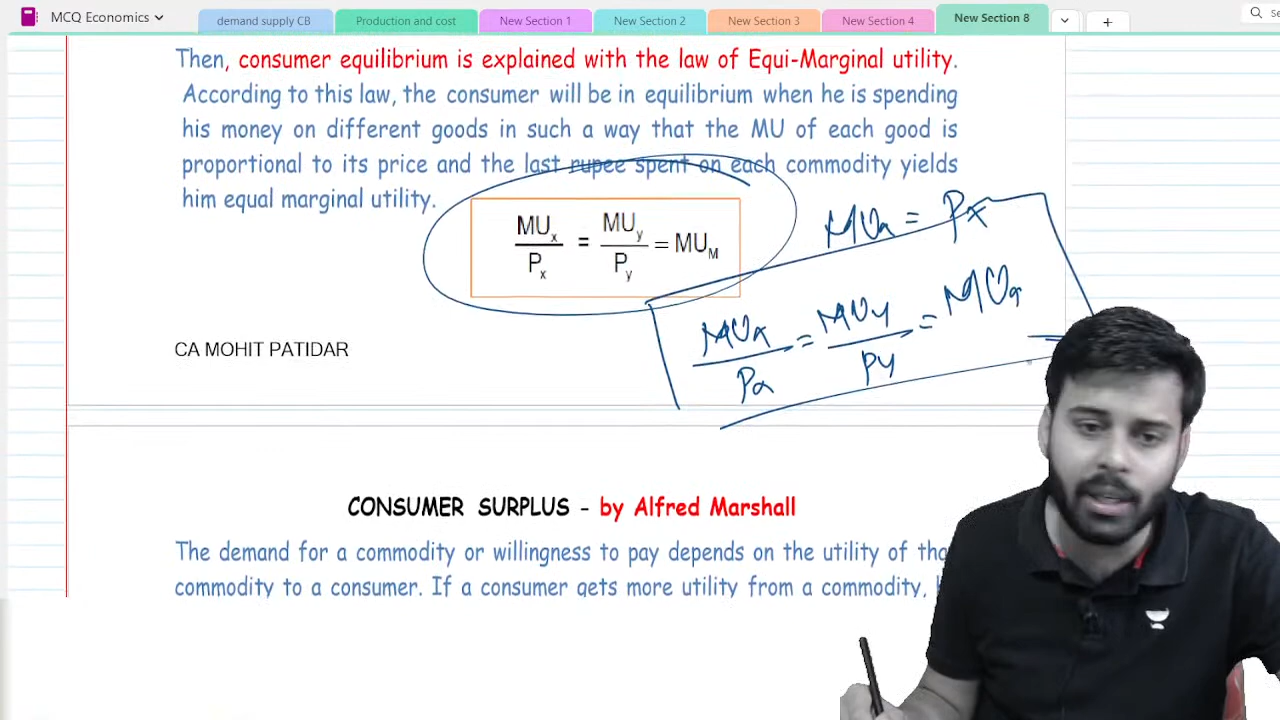 MCQ Economics
demand supply CB
Production and cost
New Section 1
New Section 2
New Section 3
New Section 4
New Section 8
Then, consumer equilibrium is explained with the law of Equi-Marginal utility.
According to this law, the consumer will be in equilibrium when he is spending
his money on different goods in such a way that the MU of each good is
proportional to its price and the last rupee spent on each commodity yields
him equal marginal utility.
MUx / Px = MUy / Py = MUM
MUx = Px
MUx / Px = MUy / Py =
CA MOHIT PATIDAR
CONSUMER SURPLUS - by Alfred Marshall
The demand for a commodity or willingness to pay depends on the utility of
commodity to a consumer. If a consumer gets more utility from a commodity,